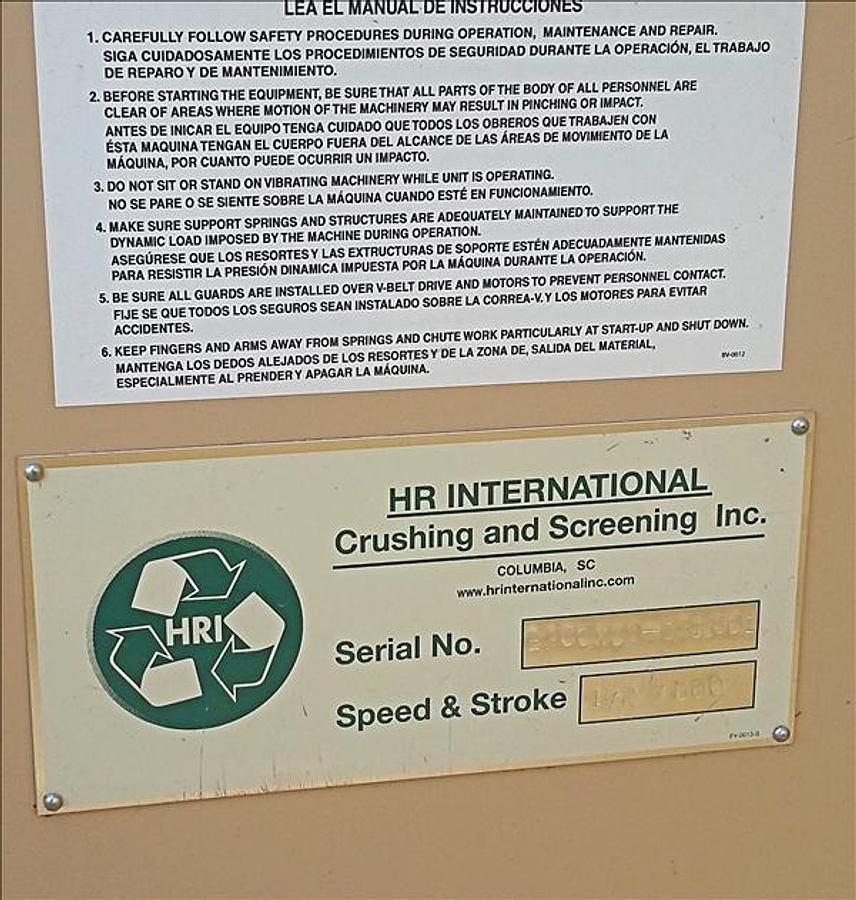 LEA EL MANUAL DE INSTRUCCIONES
1. CAREFULLY FOLLOW SAFETY PROCEDURES DURING OPERATION, MAINTENANCE AND REPAIR.
SIGA CUIDADOSAMENTE LOS PROCEDIMIENTOS DE SEGURIDAD DURANTE LA OPERACIÓN, EL TRABAJO
DE REPARO Y DE MANTENIMIENTO.
2. BEFORE STARTING THE EQUIPMENT, BE SURE THAT ALL PARTS OF THE BODY OF ALL PERSONNEL ARE
CLEAR OF AREAS WHERE MOTION OF THE MACHINERY MAY RESULT IN PINCHING OR IMPACT.
ANTES DE INICAR EL EQUIPO TENGA CUIDADO QUE TODOS LOS OBREROS QUE TRABAJEN CON
ÉSTA MAQUINA TENGAN EL CUERPO FUERA DEL ALCANCE DE LAS ÁREAS DE MOVIMIENTO DE LA
MÁQUINA, POR CUANTO PUEDE OCURRIR UN IMPACTO.
3. DO NOT SIT OR STAND ON VIBRATING MACHINERY WHILE UNIT IS OPERATING.
NO SE PARE O SE SIENTE SOBRE LA MÁQUINA CUANDO ESTÉ EN FUNCIONAMIENTO.
4. MAKE SURE SUPPORT SPRINGS AND STRUCTURES ARE ADEQUATELY MAINTAINED TO SUPPORT THE
DYNAMIC LOAD IMPOSED BY THE MACHINE DURING OPERATION.
ASEGÚRESE QUE LOS RESORTES Y LAS EXTRUCTURAS DE SOPORTE ESTÉN ADECUADAMENTE MANTENIDAS
PARA RESISTIR LA PRESIÓN DINAMICA IMPUESTA POR LA MÁQUINA DURANTE LA OPERACIÓN.
5. BE SURE ALL GUARDS ARE INSTALLED OVER V-BELT DRIVE AND MOTORS TO PREVENT PERSONNEL CONTACT.
FIJE SE QUE TODOS LOS SEGUROS SEAN INSTALADO SOBRE LA CORREA-V. Y LOS MOTORES PARA EVITAR
ACCIDENTES.
6. KEEP FINGERS AND ARMS AWAY FROM SPRINGS AND CHUTE WORK PARTICULARLY AT START-UP AND SHUT DOWN.
MANTENGA LOS DEDOS ALEJADOS DE LOS RESORTES Y DE LA ZONA DE, SALIDA DEL MATERIAL,
ESPECIALMENTE AL PRENDER Y APAGAR LA MÁQUINA.
HR INTERNATIONAL
Crushing and Screening Inc.
COLUMBIA, SC
www.hrinternationalinc.com
HRI
Serial No.
Speed & Stroke